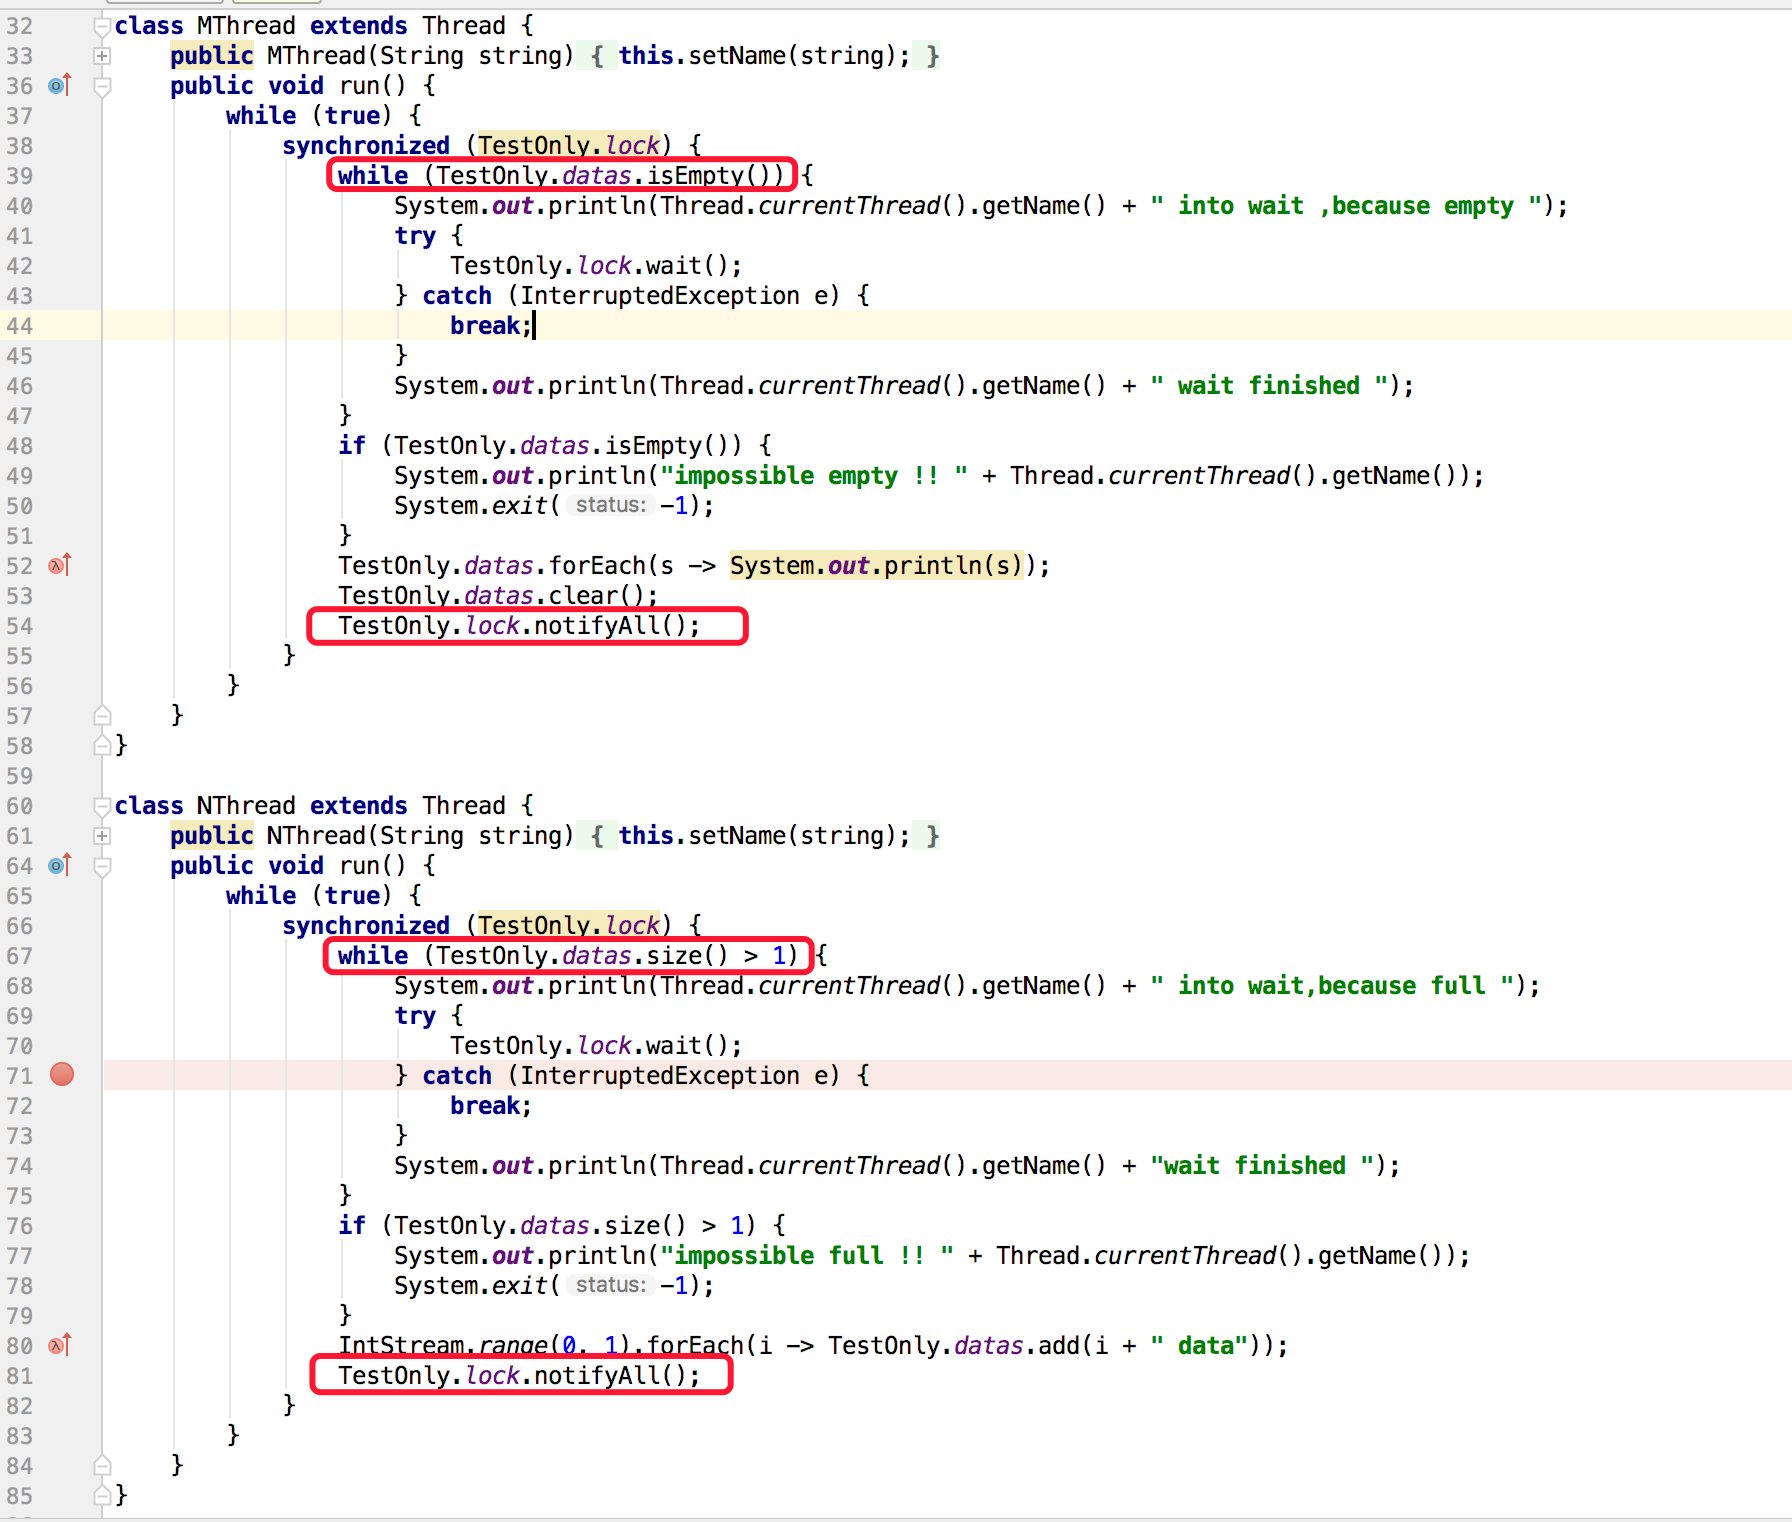 32 class MThread extends Thread {
33 public MThread(String string) { this.setName(string); }
36 public void run() {
37 while (true) {
38 synchronized (TestOnly.lock) {
39 while (TestOnly.datas.isEmpty()) {
40 System.out.println(Thread.currentThread().getName() + " into wait ,because empty ");
41 try {
42 TestOnly.lock.wait();
43 } catch (InterruptedException e) {
44 break;
45 }
46 System.out.println(Thread.currentThread().getName() + " wait finished ");
47 }
48 if (TestOnly.datas.isEmpty()) {
49 System.out.println("impossible empty !! " + Thread.currentThread().getName());
50 System.exit( status: -1);
51 }
52 TestOnly.datas.forEach(s -> System.out.println(s));
53 TestOnly.datas.clear();
54 TestOnly.lock.notifyAll();
55 }
56 }
57 }
58 }
59
60 class NThread extends Thread {
61 public NThread(String string) { this.setName(string); }
64 public void run() {
65 while (true) {
66 synchronized (TestOnly.lock) {
67 while (TestOnly.datas.size() > 1) {
68 System.out.println(Thread.currentThread().getName() + " into wait,because full ");
69 try {
70 TestOnly.lock.wait();
71 } catch (InterruptedException e) {
72 break;
73 }
74 System.out.println(Thread.currentThread().getName() + "wait finished ");
75 }
76 if (TestOnly.datas.size() > 1) {
77 System.out.println("impossible full !! " + Thread.currentThread().getName());
78 System.exit( status: -1);
79 }
80 IntStream.range(0, 1).forEach(i -> TestOnly.datas.add(i + " data"));
81 TestOnly.lock.notifyAll();
82 }
83 }
84 }
85 }